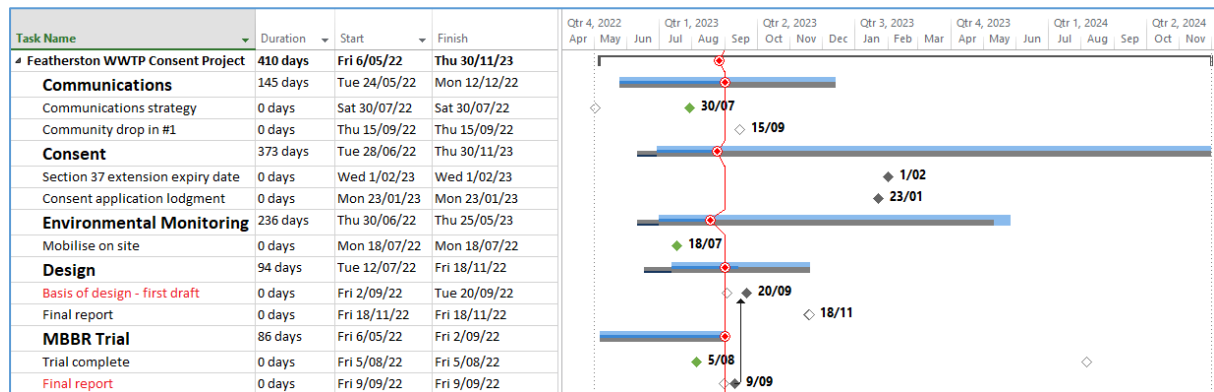 Qtr 4, 2022 Qtr 1, 2023 Qtr 2, 2023 Qtr 3, 2023 Qtr 4, 2023 Qtr 1, 2024 Qtr 2, 2024
Task Name Duration Start Finish Apr May Jun Jul Aug Sep Oct Nov Dec Jan Feb Mar Apr May Jun Jul Aug Sep Oct Nov
Featherston WWTP Consent Project 410 days Fri 6/05/22 Thu 30/11/23
Communications 145 days Tue 24/05/22 Mon 12/12/22
Communications strategy 0 days Sat 30/07/22 Sat 30/07/22 30/07
Community drop in #1 0 days Thu 15/09/22 Thu 15/09/22 15/09
Consent 373 days Tue 28/06/22 Thu 30/11/23
Section 37 extension expiry date 0 days Wed 1/02/23 Wed 1/02/23 1/02
Consent application lodgment 0 days Mon 23/01/23 Mon 23/01/23 23/01
Environmental Monitoring 236 days Thu 30/06/22 Thu 25/05/23
Mobilise on site 0 days Mon 18/07/22 Mon 18/07/22 18/07
Design 94 days Tue 12/07/22 Fri 18/11/22
Basis of design - first draft 0 days Fri 2/09/22 Tue 20/09/22 20/09
Final report 0 days Fri 18/11/22 Fri 18/11/22 18/11
MBBR Trial 86 days Fri 6/05/22 Fri 2/09/22
Trial complete 0 days Fri 5/08/22 Fri 5/08/22 5/08
Final report 0 days Fri 9/09/22 Fri 9/09/22 9/09